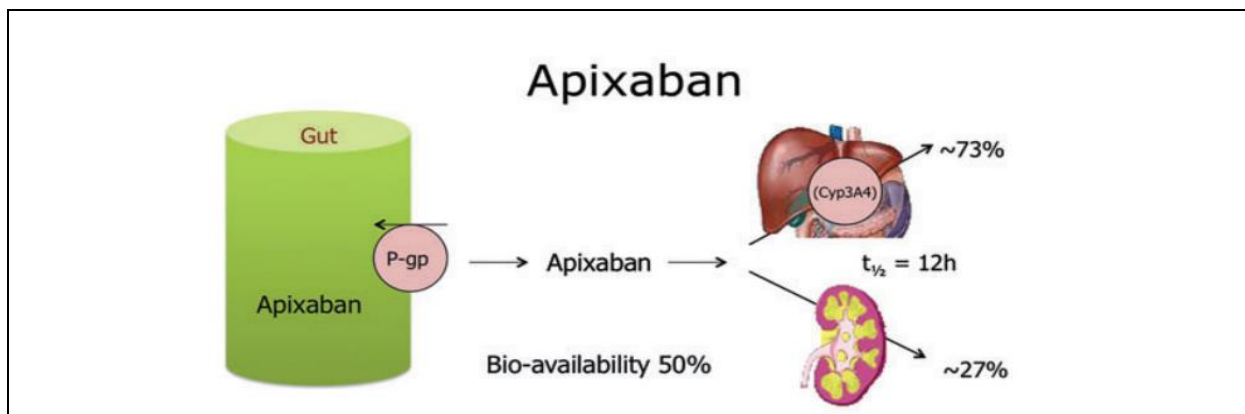 Apixaban
Gut
~73%
(Cyp3A4)
P-gp
Apixaban
t½ = 12h
Apixaban
Bio-availability 50%
~27%